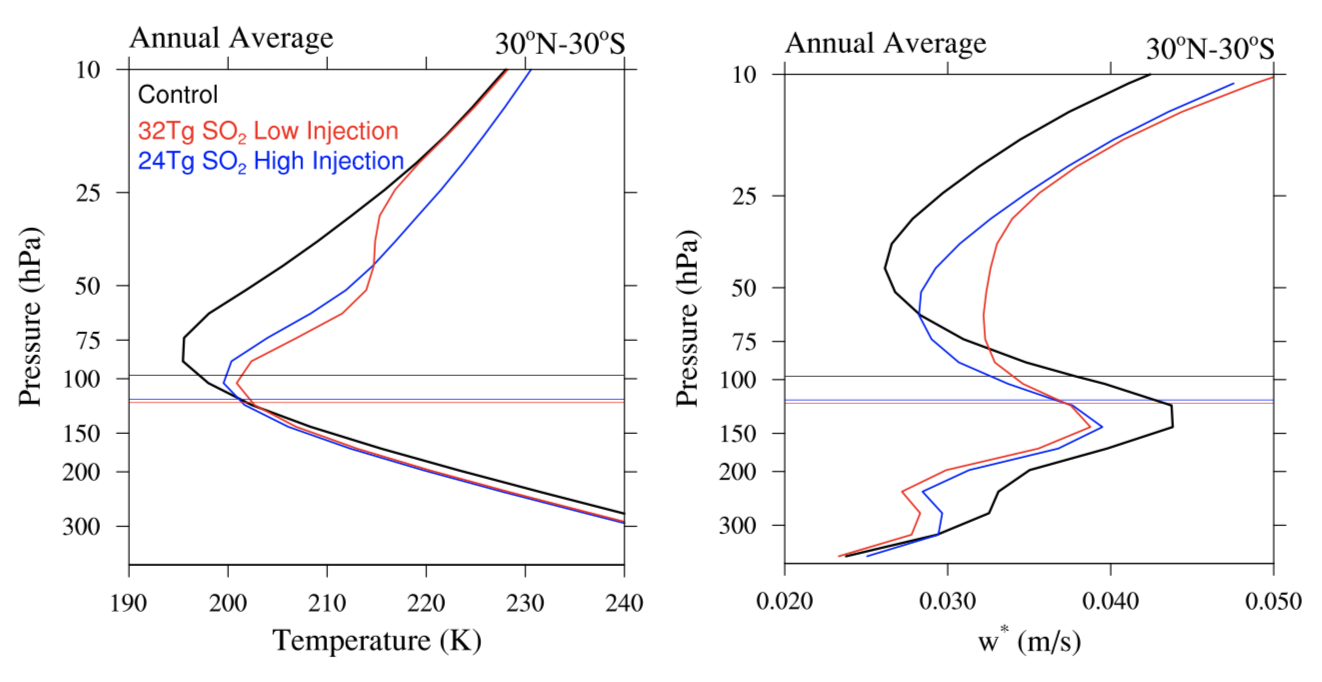 Annual Average 30°N-30°S
Control
32Tg SO₂ Low Injection
24Tg SO₂ High Injection
10
25
50
75
100
150
200
300
Pressure (hPa)
190 200 210 220 230 240
Temperature (K)
Annual Average 30°N-30°S
10
25
50
75
100
150
200
300
Pressure (hPa)
0.020 0.030 0.040 0.050
w* (m/s)